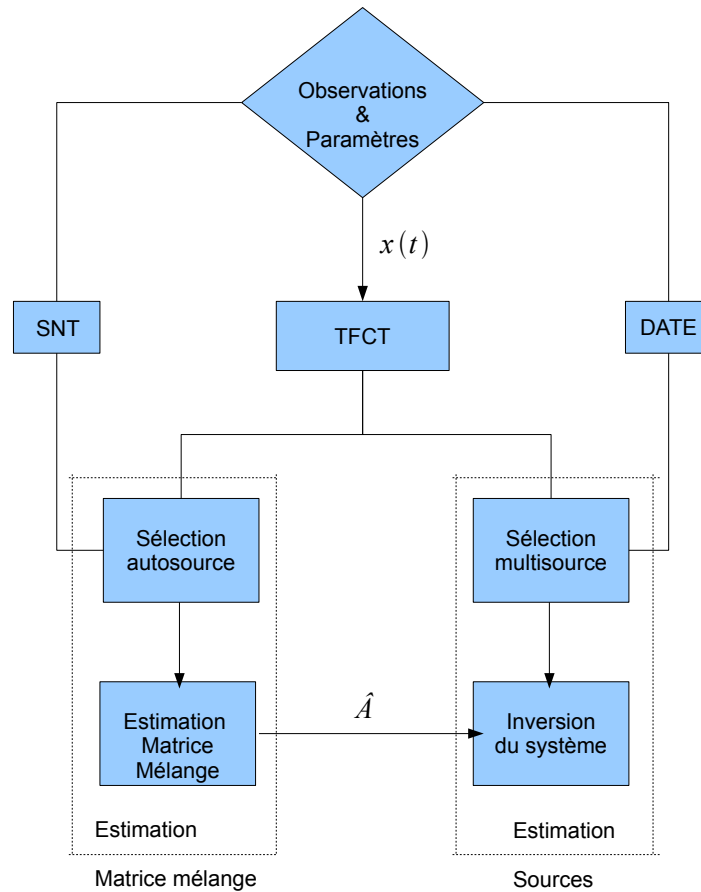 Observations
&
Paramètres
x(t)
SNT
TFCT
DATE
Sélection
autosource
Sélection
multisource
Estimation
Matrice
Mélange
Â
Inversion
du système
Estimation
Estimation
Matrice mélange
Sources